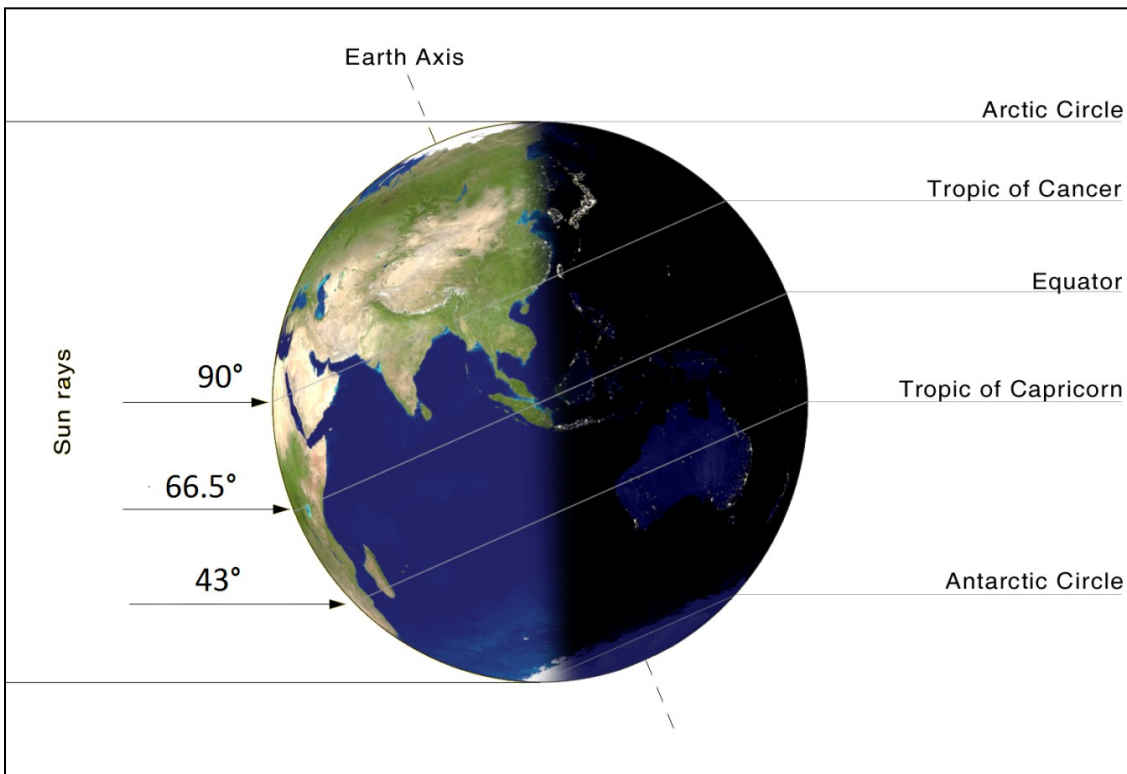 Earth Axis
Arctic Circle
Tropic of Cancer
Equator
Sun rays
90°
Tropic of Capricorn
66.5°
43°
Antarctic Circle